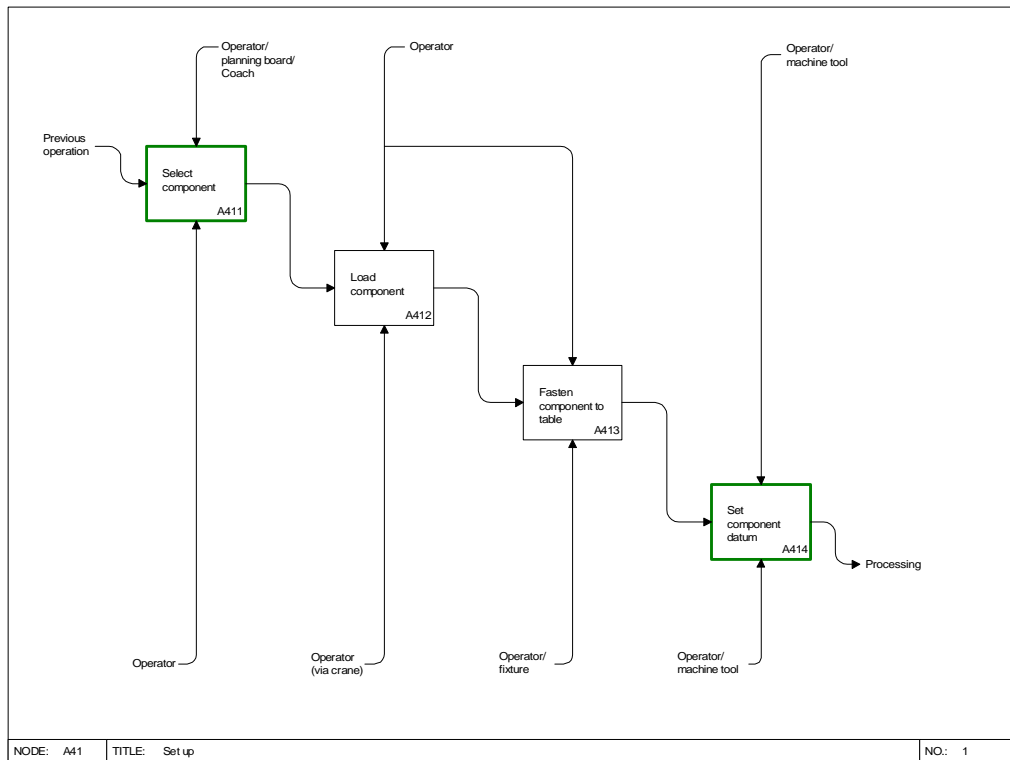 Operator/
planning board/
Coach
Operator
Operator/
machine tool
Previous
operation
Select
component
A411
Load
component
A412
Fasten
component to
table
A413
Set
component
datum
A414
Processing
Operator
Operator
(via crane)
Operator/
fixture
Operator/
machine tool
NODE: A41 TITLE: Set up NO.: 1